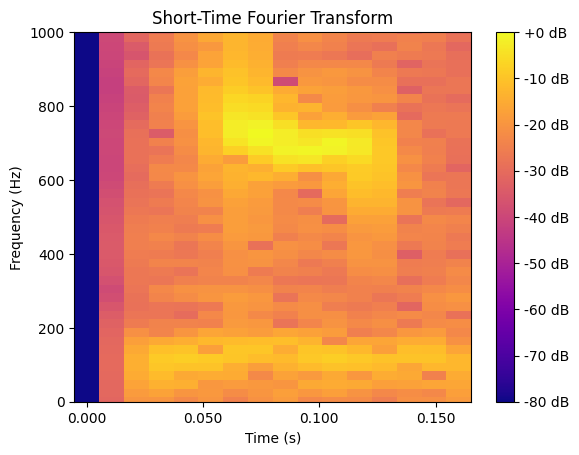 Short-Time Fourier Transform
1000
800
600
400
200
0
Frequency (Hz)
0.000
0.050
0.100
0.150
Time (s)
+0 dB
-10 dB
-20 dB
-30 dB
-40 dB
-50 dB
-60 dB
-70 dB
-80 dB